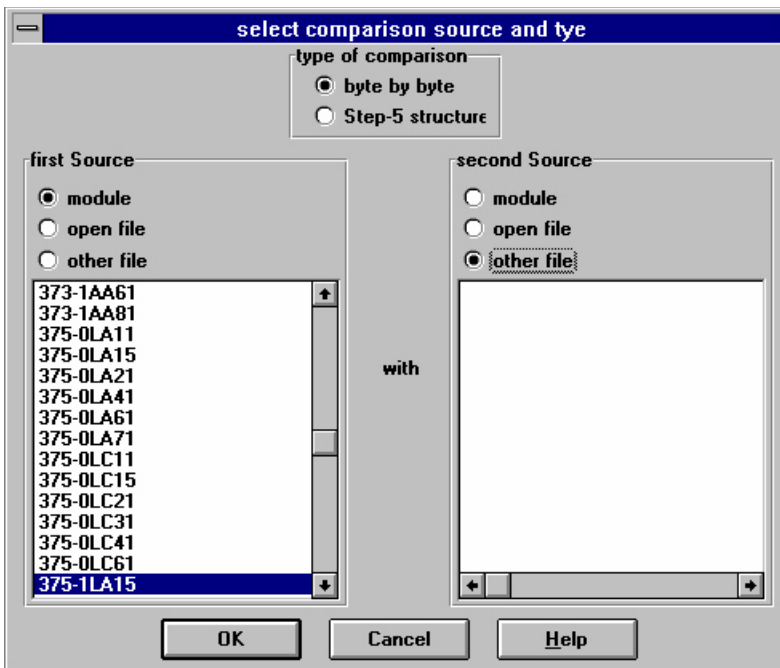 select comparison source and tye
type of comparison
byte by byte
Step-5 structure
first Source
module
open file
other file
373-1AA61
373-1AA81
375-0LA11
375-0LA15
375-0LA21
375-0LA41
375-0LA61
375-0LA71
375-0LC11
375-0LC15
375-0LC21
375-0LC31
375-0LC41
375-0LC61
375-1LA15
with
second Source
module
open file
other file
OK
Cancel
Help